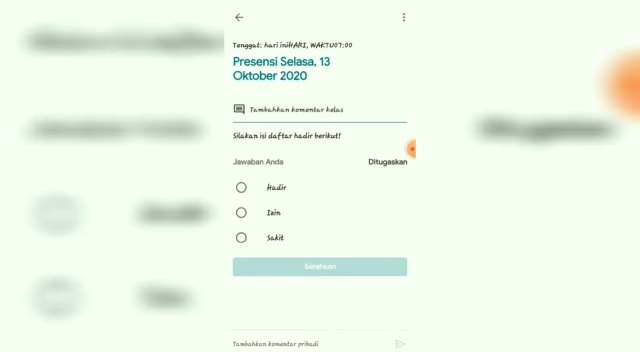 Tenggat: hari iniHARI, WAKTU07:00
Presensi Selasa, 13
Oktober 2020
Tambahkan komentar kelas
Silakan isi daftar hadir berikut!
Jawaban Anda Ditugaskan
Hadir
Izin
Sakit
Serahkan
Tambahkan komentar pribadi